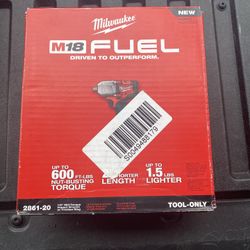 Milwaukee
NEW
M18 FUEL
DRIVEN TO OUTPERFORM.
S0049488179
UP TO
600 FT-LBS
NUT-BUSTING
TORQUE
SHORTER
LENGTH
UP TO
1.5 LBS
LIGHTER
2861-20
TOOL-ONLY